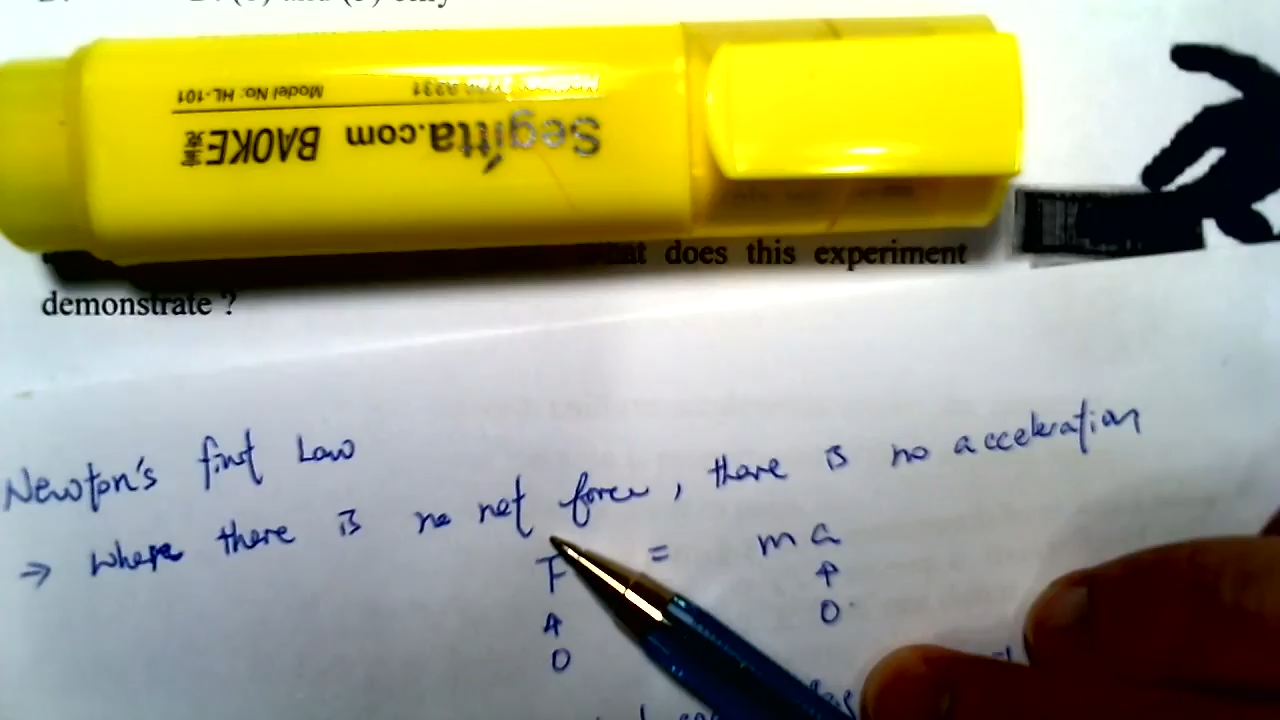 Model No: HL-101
BAOKE Segitta.com
does this experiment
demonstrate ?
Newton's first Law
→ where there is no net force, there is no acceleration
F = ma
↑ ↑
0 0